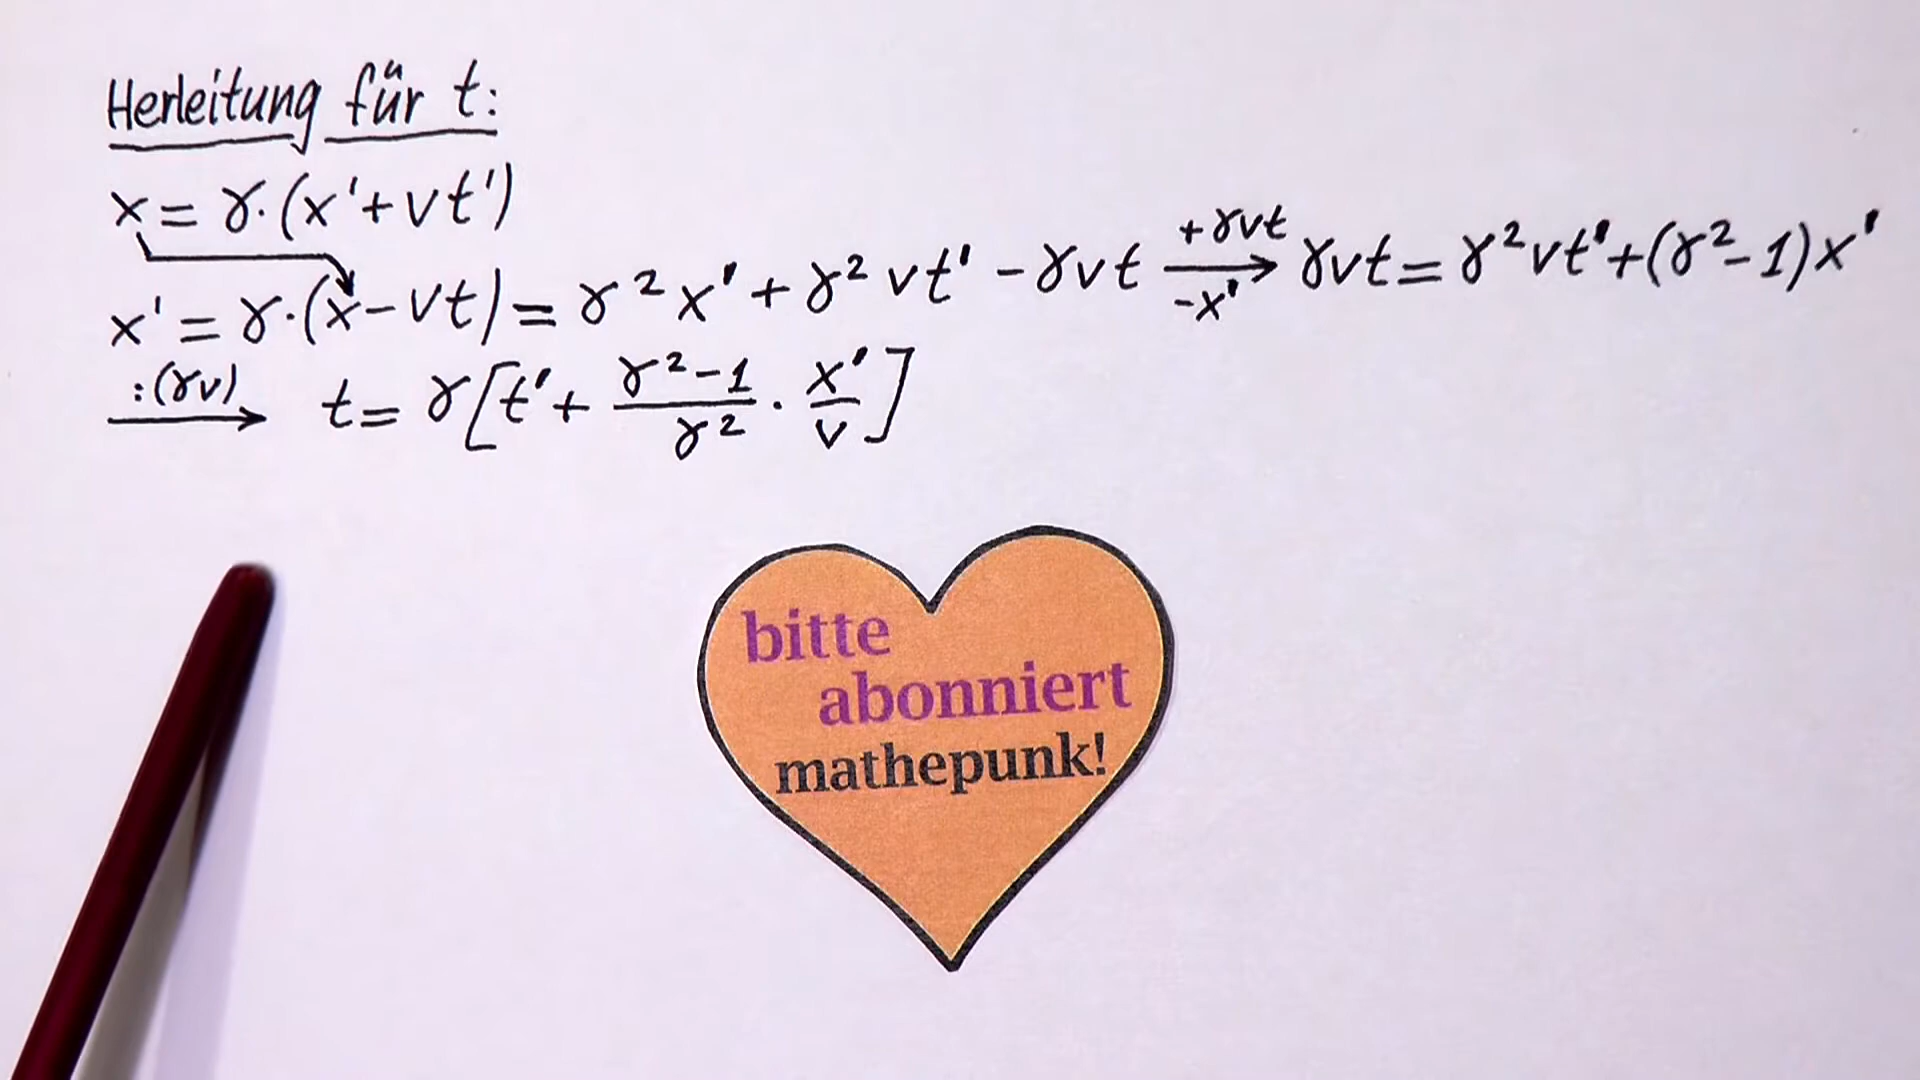 Herleitung für t:
x = γ·(x' + vt')
x' = γ·(x - vt) = γ²x' + γ²vt' - γvt →(+γvt, -x') γvt = γ²vt' + (γ²-1)x'
→(:(γv)) t = γ[t' + (γ²-1)/γ² · x'/v]
bitte
abonniert
mathepunk!